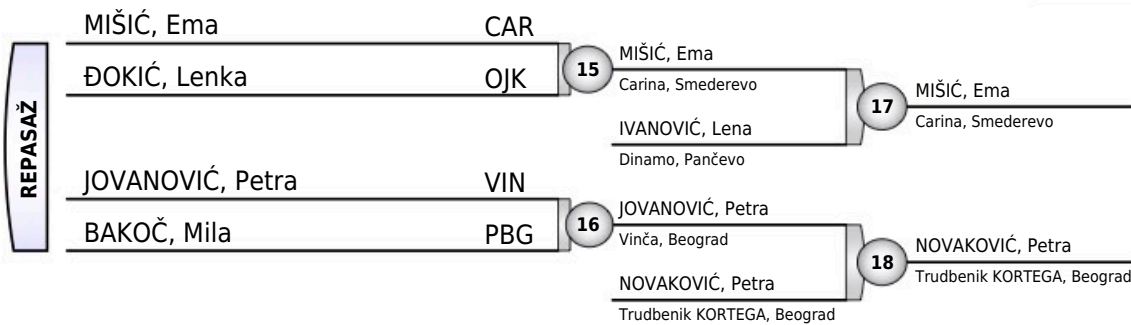 REPASAŽ
MIŠIĆ, Ema CAR
ĐOKIĆ, Lenka OJK
15
MIŠIĆ, Ema
Carina, Smederevo
IVANOVIĆ, Lena
Dinamo, Pančevo
17
MIŠIĆ, Ema
Carina, Smederevo
JOVANOVIĆ, Petra VIN
BAKOČ, Mila PBG
16
JOVANOVIĆ, Petra
Vinča, Beograd
NOVAKOVIĆ, Petra
Trudbenik KORTEGA, Beograd
18
NOVAKOVIĆ, Petra
Trudbenik KORTEGA, Beograd